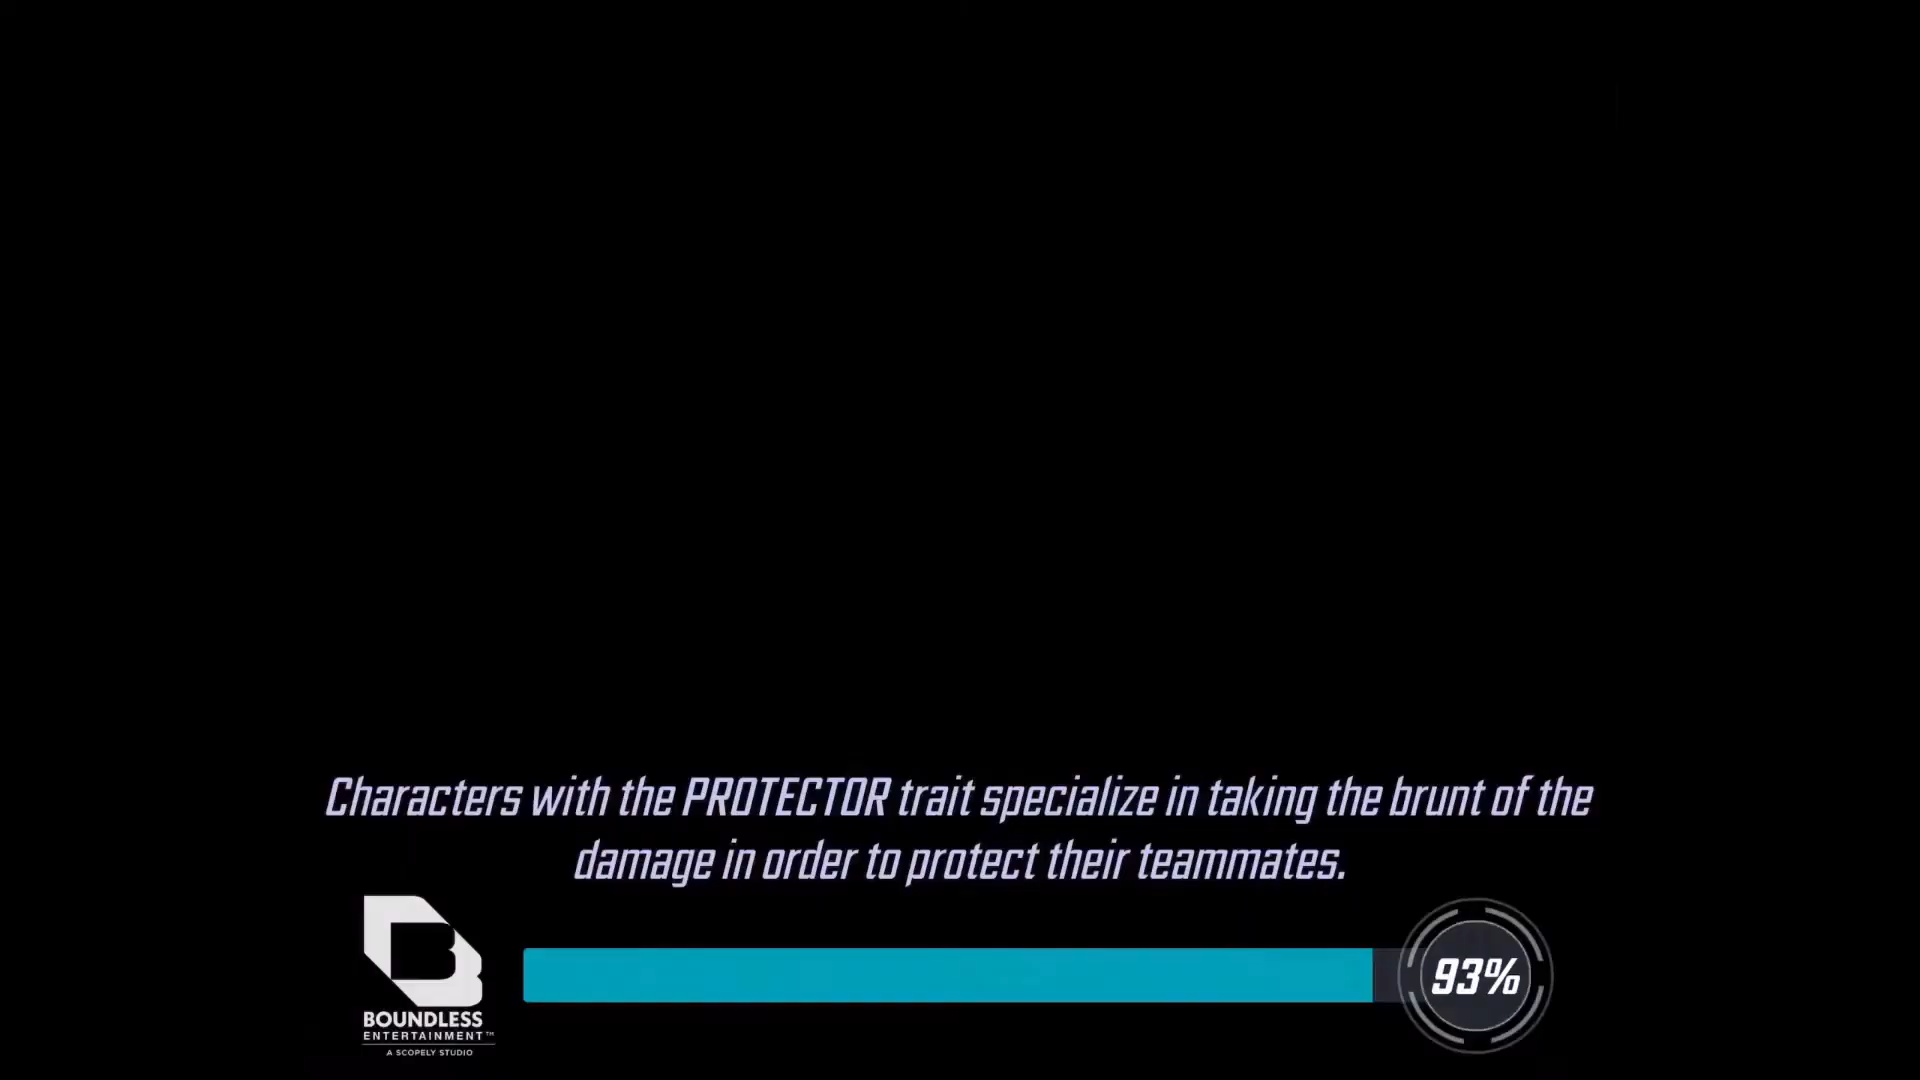 Characters with the PROTECTOR trait specialize in taking the brunt of the
damage in order to protect their teammates.
93%
BOUNDLESS
ENTERTAINMENT™
A SCOPELY STUDIO